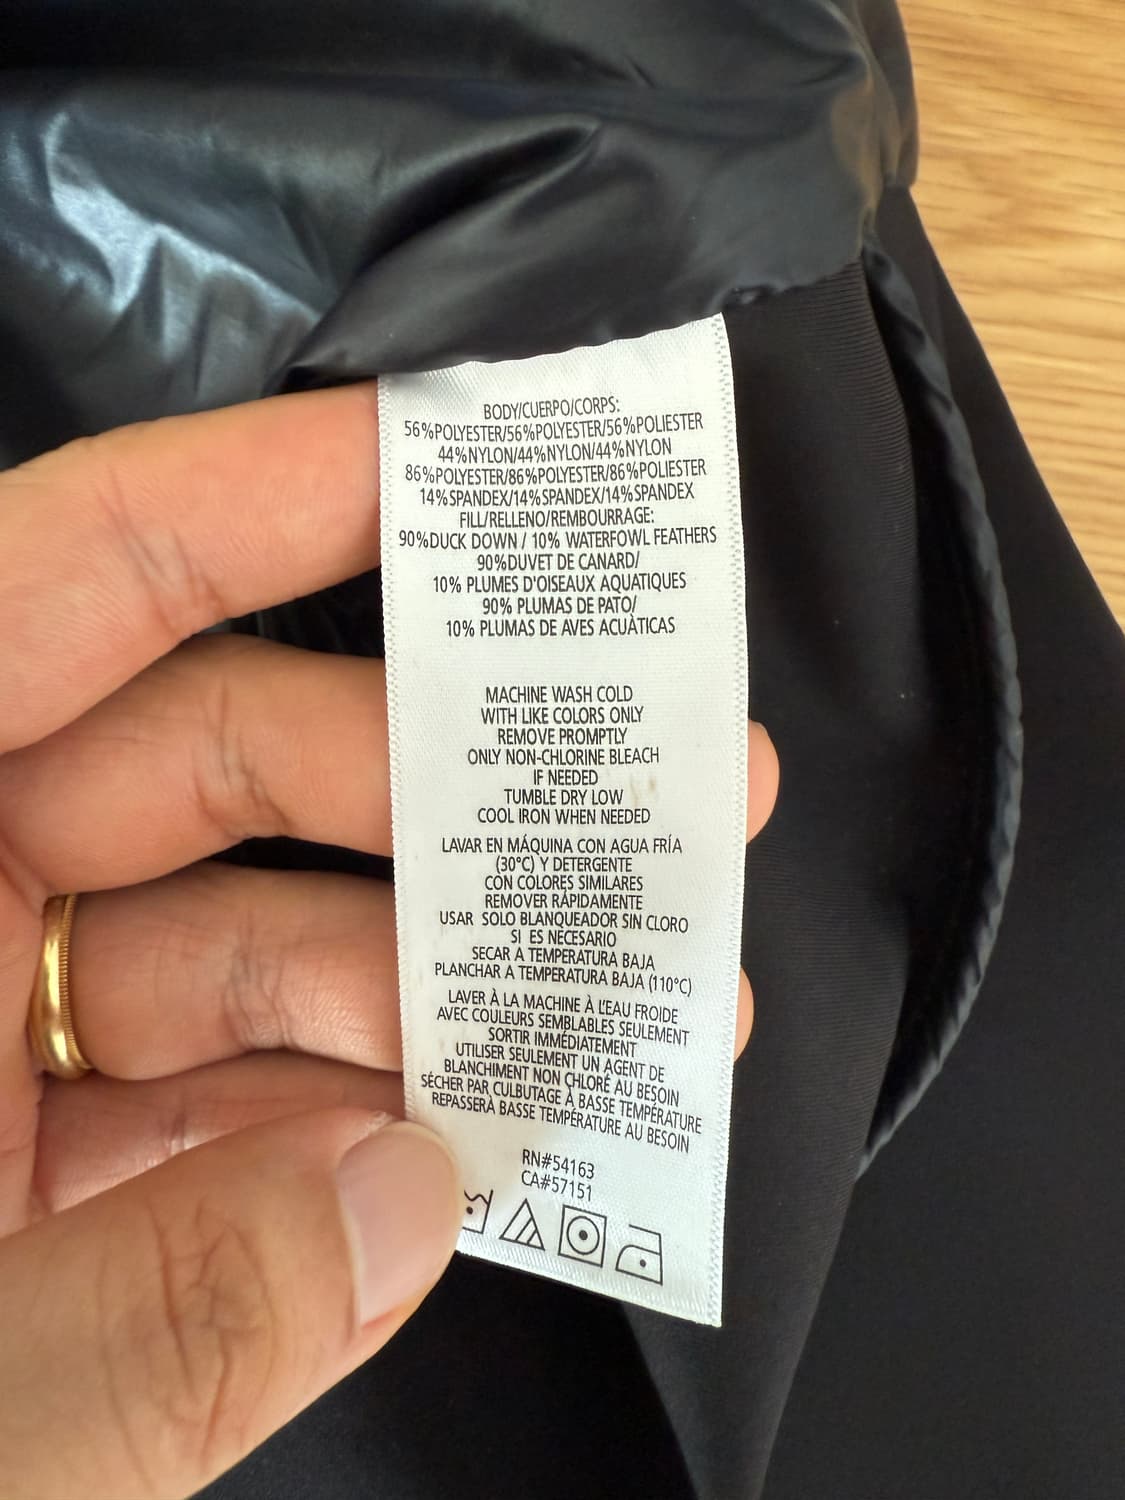 BODY/CUERPO/CORPS:
56%POLYESTER/56%POLYESTER/56%POLIESTER
44%NYLON/44%NYLON/44%NYLON
86%POLYESTER/86%POLYESTER/86%POLIESTER
14%SPANDEX/14%SPANDEX/14%SPANDEX
FILL/RELLENO/REMBOURRAGE:
90%DUCK DOWN / 10% WATERFOWL FEATHERS
90%DUVET DE CANARD/
10% PLUMES D'OISEAUX AQUATIQUES
90% PLUMAS DE PATO/
10% PLUMAS DE AVES ACUÀTICAS
MACHINE WASH COLD
WITH LIKE COLORS ONLY
REMOVE PROMPTLY
ONLY NON-CHLORINE BLEACH
IF NEEDED
TUMBLE DRY LOW
COOL IRON WHEN NEEDED
LAVAR EN MÁQUINA CON AGUA FRÍA
(30°C) Y DETERGENTE
CON COLORES SIMILARES
REMOVER RÁPIDAMENTE
USAR SOLO BLANQUEADOR SIN CLORO
SI ES NECESARIO
SECAR A TEMPERATURA BAJA
PLANCHAR A TEMPERATURA BAJA (110°C)
LAVER À LA MACHINE À L'EAU FROIDE
AVEC COULEURS SEMBLABLES SEULEMENT
SORTIR IMMÉDIATEMENT
UTILISER SEULEMENT UN AGENT DE
BLANCHIMENT NON CHLORÉ AU BESOIN
SÉCHER PAR CULBUTAGE À BASSE TEMPÉRATURE
REPASSERÀ BASSE TEMPÉRATURE AU BESOIN
RN#54163
CA#57151